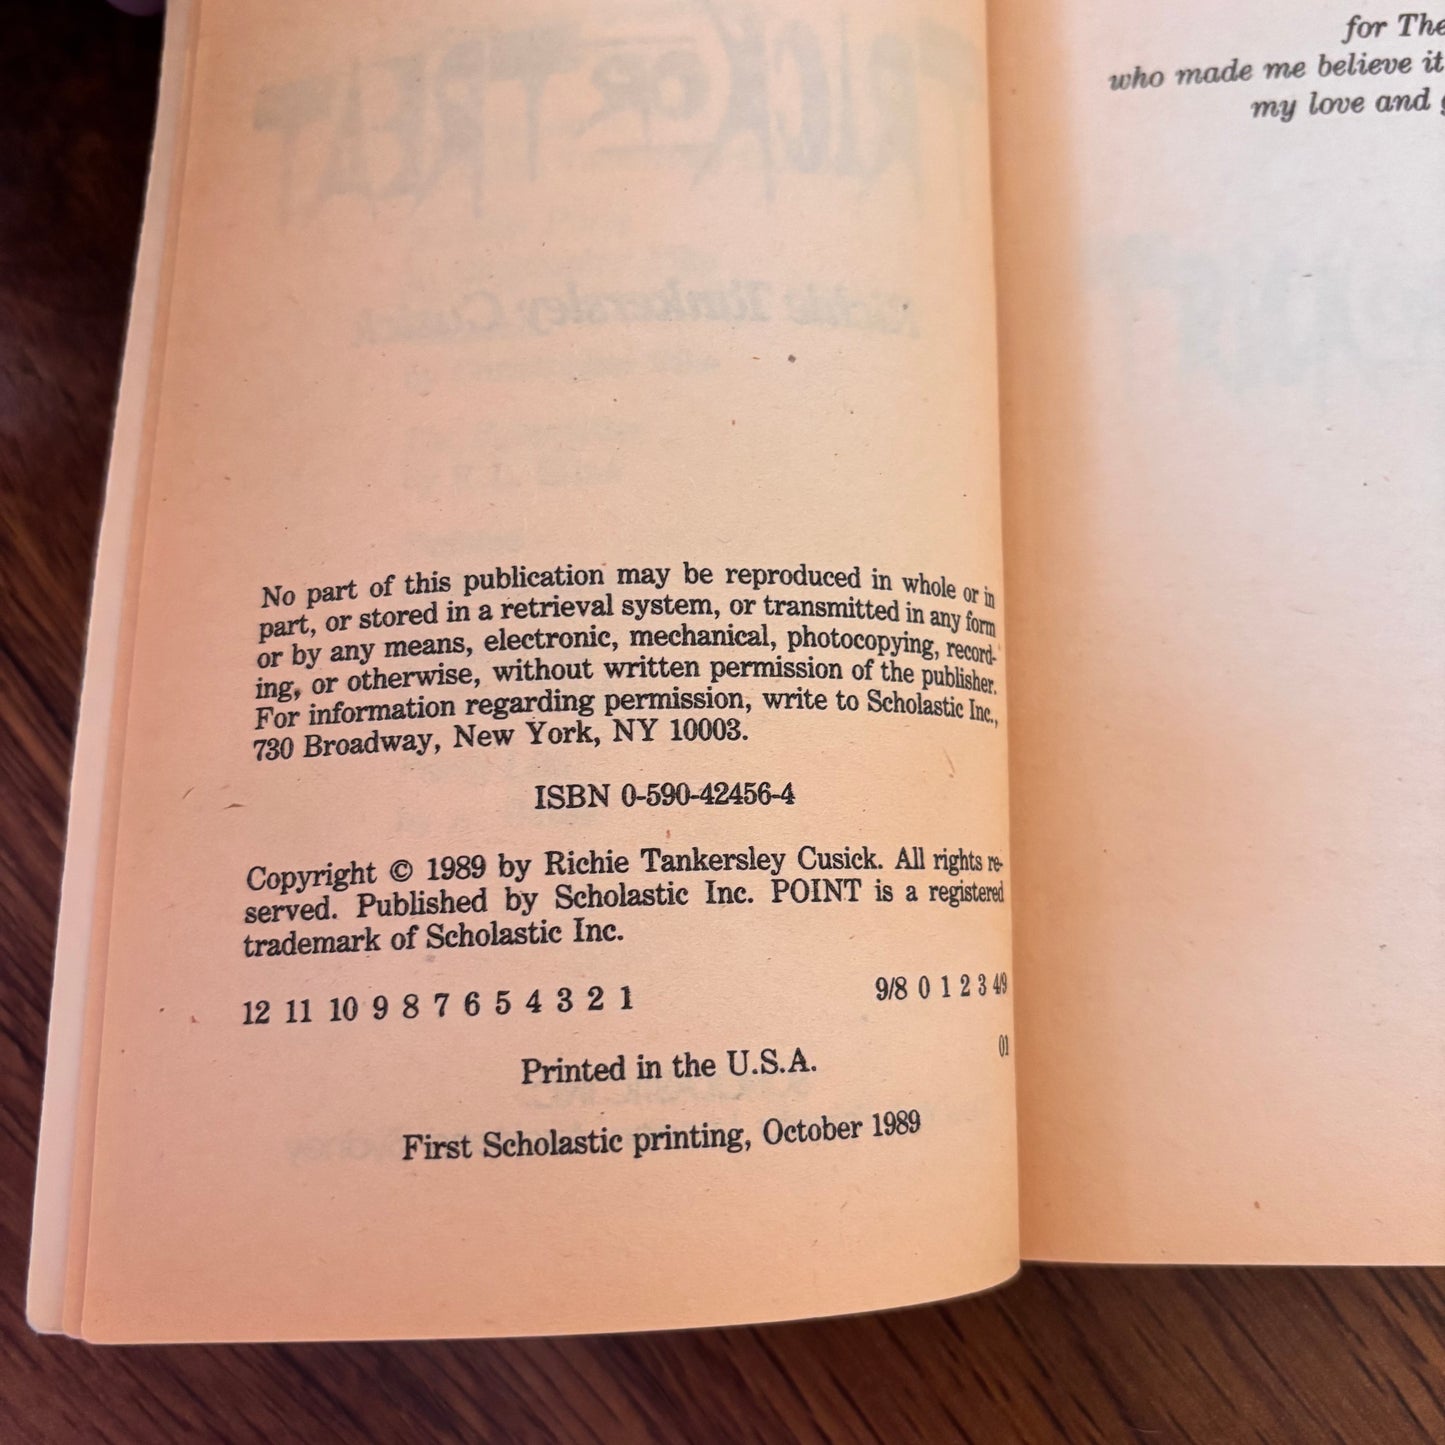 No part of this publication may be reproduced in whole or in
part, or stored in a retrieval system, or transmitted in any form
or by any means, electronic, mechanical, photocopying, record-
ing, or otherwise, without written permission of the publisher.
For information regarding permission, write to Scholastic Inc.,
730 Broadway, New York, NY 10003.
ISBN 0-590-42456-4
Copyright © 1989 by Richie Tankersley Cusick. All rights re-
served. Published by Scholastic Inc. POINT is a registered
trademark of Scholastic Inc.
12 11 10 9 8 7 6 5 4 3 2 1 9/8 0 1 2 3 4/9
01
Printed in the U.S.A.
First Scholastic printing, October 1989
for The
who made me believe it
my love and
TRICK OR TREAT
Richie Tankersley Cusick